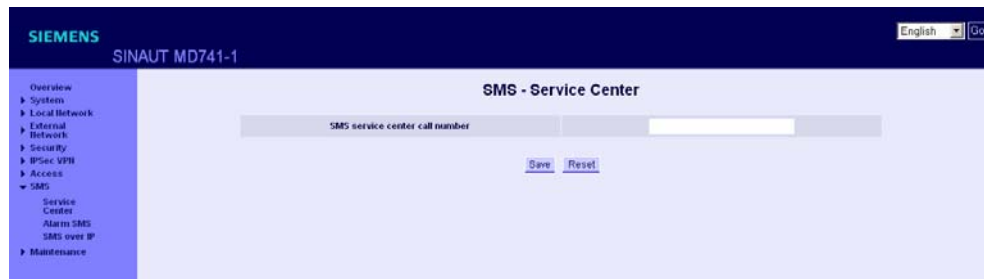 SIEMENS
SINAUT MD741-1
English
Go
Overview
System
Local Network
External
Network
Security
IPSec VPN
Access
SMS
Service
Center
Alarm SMS
SMS over IP
Maintenance
SMS - Service Center
SMS service center call number
Save Reset